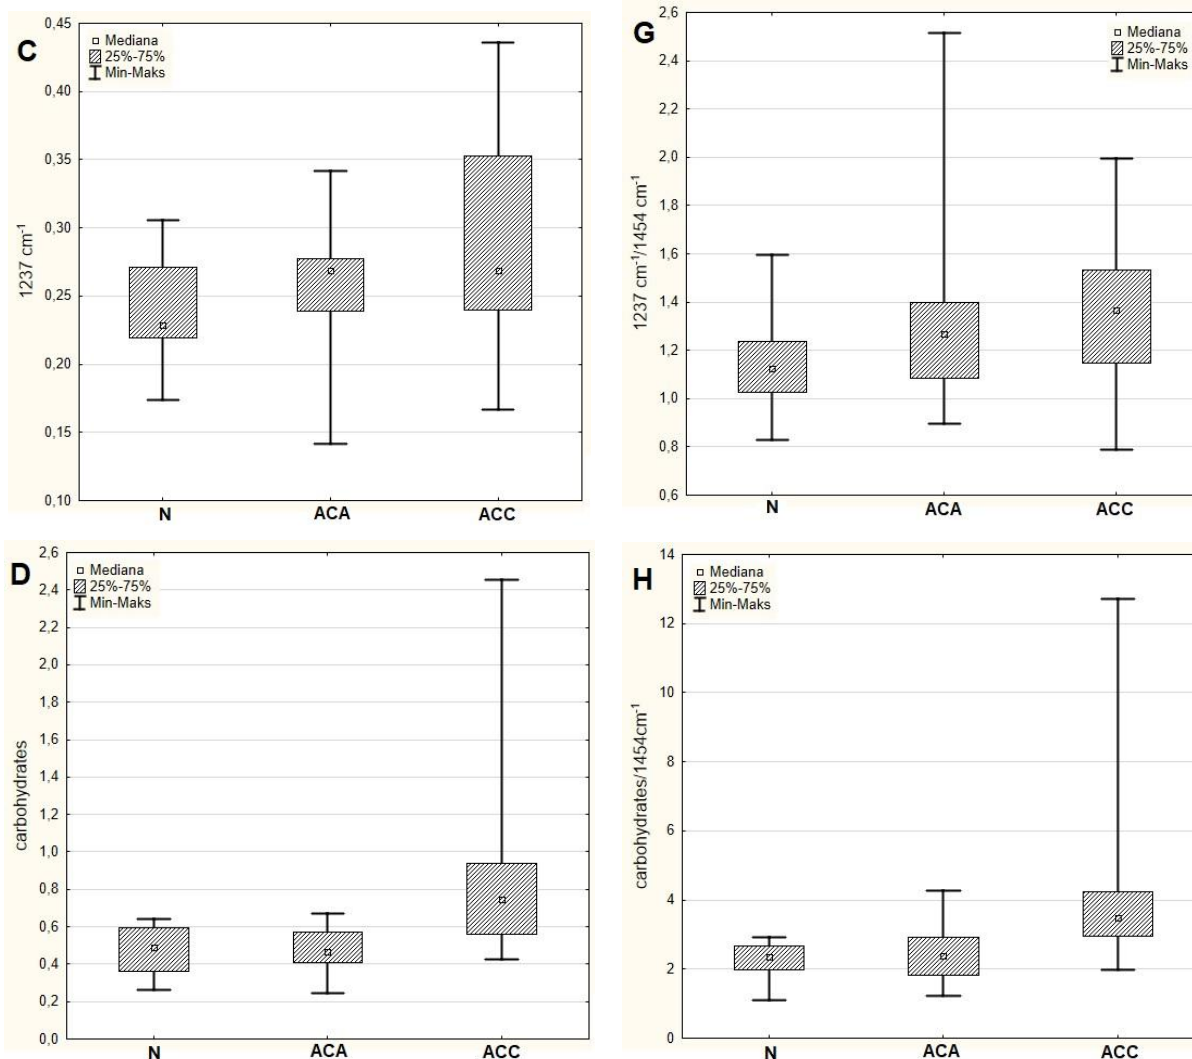 C
Mediana
25%-75%
Min-Maks
0,45
0,40
0,35
0,30
0,25
0,20
0,15
0,10
1237 cm⁻¹
N ACA ACC
G
Mediana
25%-75%
Min-Maks
2,6
2,4
2,2
2,0
1,8
1,6
1,4
1,2
1,0
0,8
0,6
1237 cm⁻¹/1454 cm⁻¹
N ACA ACC
D
Mediana
25%-75%
Min-Maks
2,6
2,4
2,2
2,0
1,8
1,6
1,4
1,2
1,0
0,8
0,6
0,4
0,2
0,0
carbohydrates
N ACA ACC
H
Mediana
25%-75%
Min-Maks
14
12
10
8
6
4
2
0
carbohydrates/1454cm⁻¹
N ACA ACC